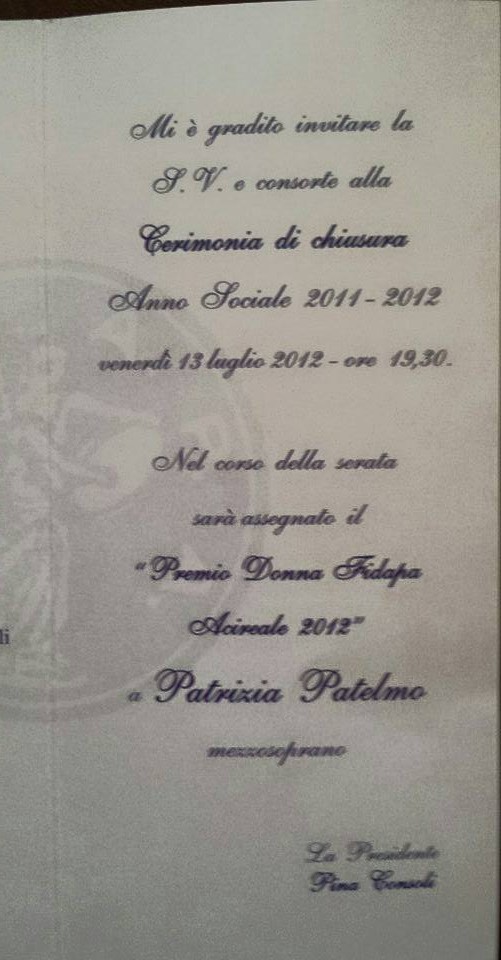 Mi è gradito invitare la
S. V. e consorte alla
Cerimonia di chiusura
Anno Sociale 2011 - 2012
venerdì 13 luglio 2012 - ore 19,30.
Nel corso della serata
sarà assegnato il
"Premio Donna Fidapa
Acireale 2012"
a Patrizia Patelmo
mezzosoprano
La Presidente
Pina Consoli